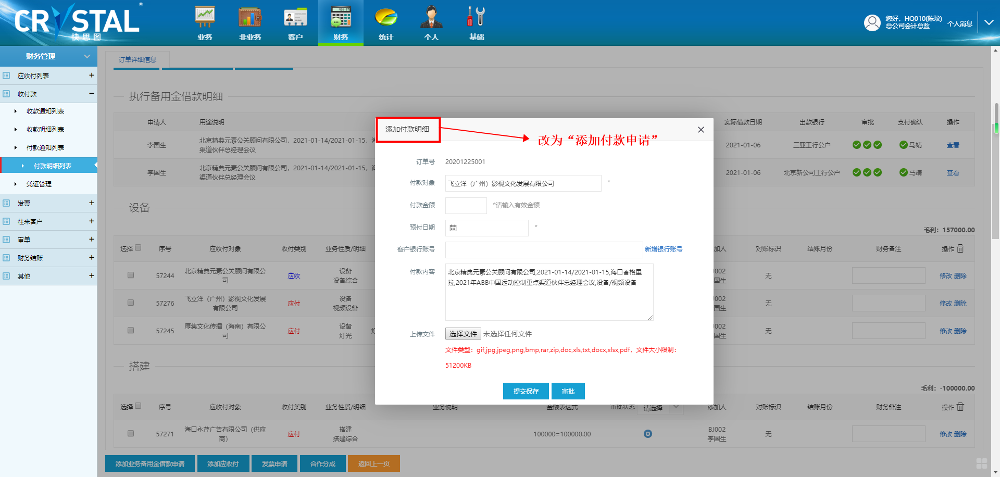 CRYSTAL ®
快思图
业务 非业务 客户 财务 统计 个人 基础
您好，HQ010(陈玟)
总公司会计总监
个人消息
财务管理
应收付列表 +
收付款 −
收款通知列表
收款明细列表
付款通知列表
付款明细列表
凭证管理
发票 +
往来客户 +
审单 +
财务结账 +
其他 +
订单详细信息
执行备用金借款明细
申请人 用途说明 实际借款日期 出款银行 审批 支付确认 操作
李国生 北京精典元素公关顾问有限公司，2021-01-14/2021-01-15，海
渠道伙伴总经理会议
2021-01-06 三亚工行公户 马靖 查看
李国生 北京精典元素公关顾问有限公司，2021-01-14/2021-01-15，海
渠道伙伴总经理会议
2021-01-06 北京新公司工行公户 马靖 查看
设备
毛利：157000.00
选择 序号 应收付对象 收付类别 业务性质/明细 加人 对账标识 结账月份 财务备注 操作
57244 北京精典元素公关顾问有限公司 应收 设备 设备综合 J002 国生 无 修改 删除
57276 飞立洋（广州）影视文化发展有限公司 应付 设备 视频设备 J002 国生 无 修改 删除
57245 厚集文化传播（海南）有限公司 应付 设备 灯光 灯 J002 国生 无 修改 删除
搭建
毛利：-100000.00
选择 序号 应收付对象 收付类别 业务性质/明细 业务说明 金额表达式 审批状态 请选择 添加人 对账标识 结账月份 财务备注 操作
57271 海口永芹广告有限公司（供应商） 应付 搭建 搭建综合 100000=100000.00 BJ002 李国生 无 修改 删除
添加业务备用金借款申请 添加应收付 发票申请 合作分成 返回上一页
添加付款明细
改为“添加付款申请”
订单号 20201225001
付款对象 飞立洋（广州）影视文化发展有限公司 *
付款金额 *请输入有效金额
预付日期 *
客户银行账号 新增银行账号
付款内容 北京精典元素公关顾问有限公司,2021-01-14/2021-01-15,海口香格里
拉,2021年ABB中国运动控制重点渠道伙伴总经理会议,设备/视频设备
上传文件 选择文件 未选择任何文件
文件类型：gif,jpg,jpeg,png,bmp,rar,zip,doc,xls,txt,docx,xlsx,pdf，文件大小限制：
51200KB
提交保存 审批